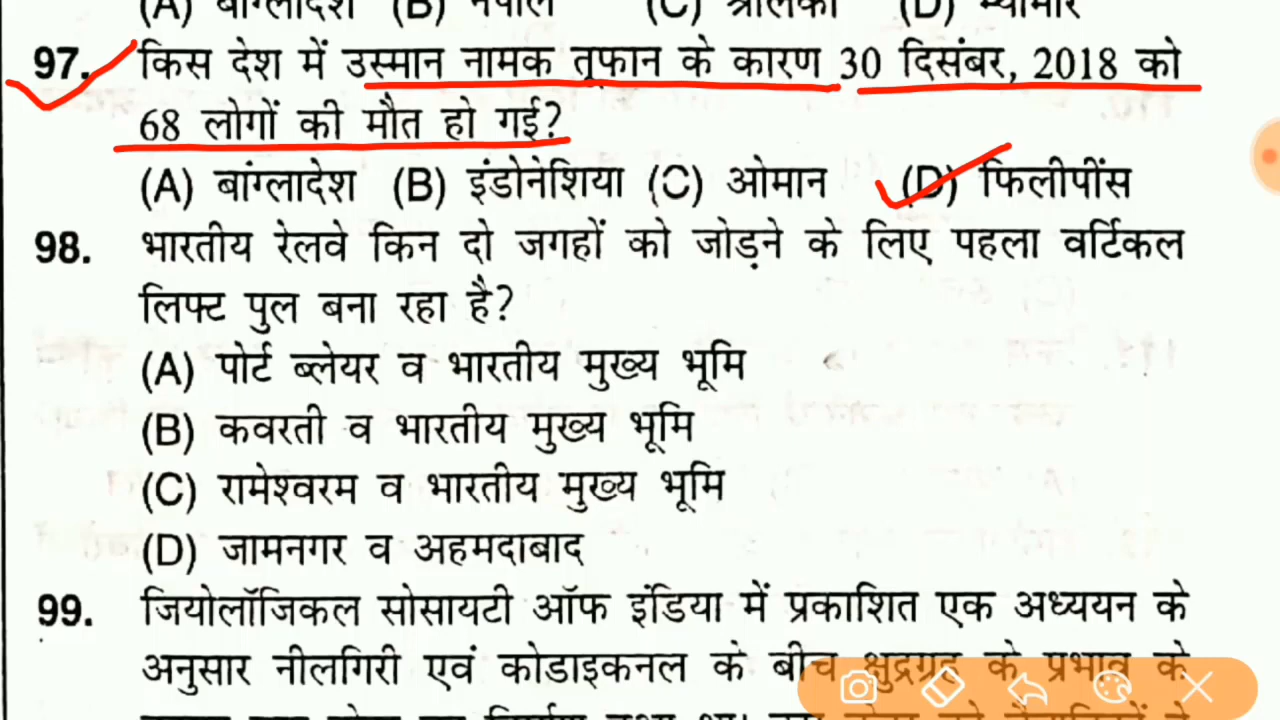 (A) बांग्लादेश (B) नेपाल (C) श्रीलंका (D) म्यांमार
97. किस देश में उस्मान नामक तूफान के कारण 30 दिसंबर, 2018 को
68 लोगों की मौत हो गई?
(A) बांग्लादेश (B) इंडोनेशिया (C) ओमान (D) फिलीपींस
98. भारतीय रेलवे किन दो जगहों को जोड़ने के लिए पहला वर्टिकल
लिफ्ट पुल बना रहा है?
(A) पोर्ट ब्लेयर व भारतीय मुख्य भूमि
(B) कवरती व भारतीय मुख्य भूमि
(C) रामेश्वरम व भारतीय मुख्य भूमि
(D) जामनगर व अहमदाबाद
99. जियोलॉजिकल सोसायटी ऑफ इंडिया में प्रकाशित एक अध्ययन के
अनुसार नीलगिरी एवं कोडाइकनल के बीच क्षुद्रग्रह के प्रभाव के